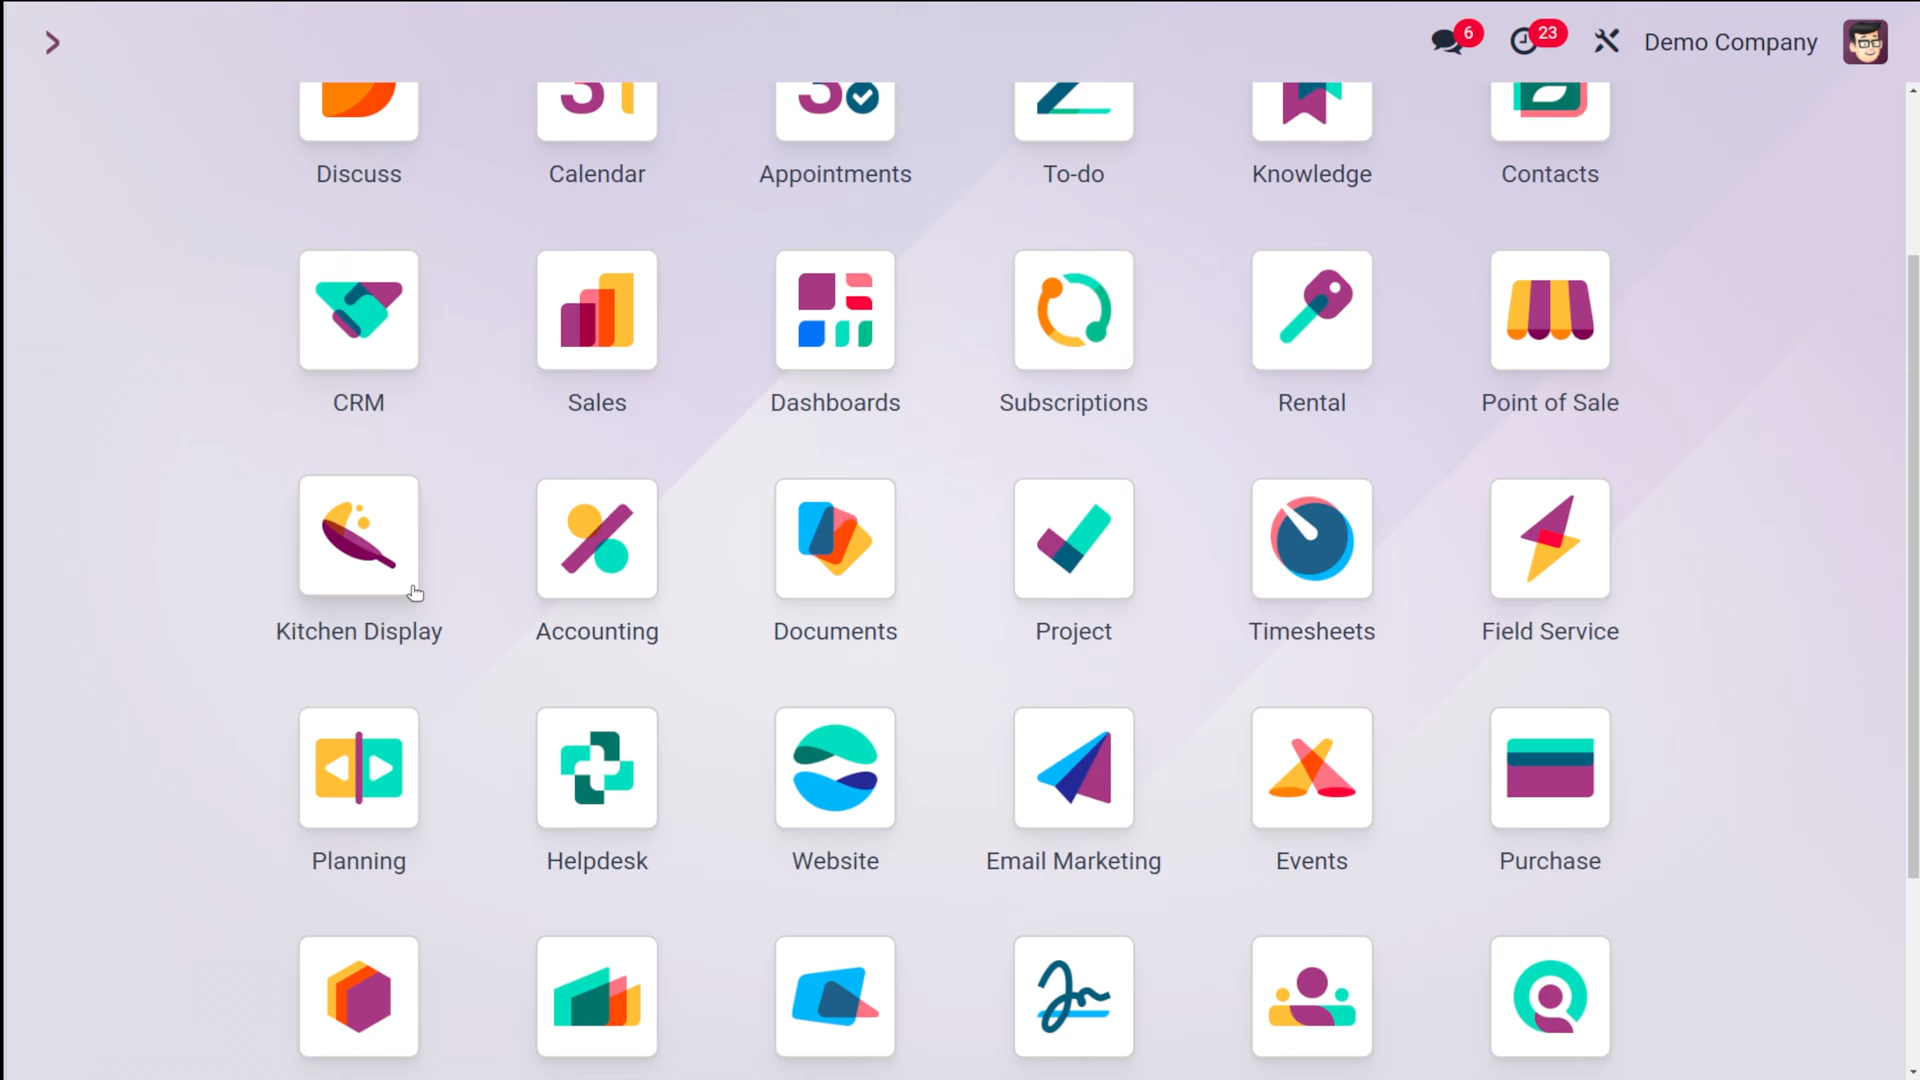 6 23 Demo Company
Discuss Calendar Appointments To-do Knowledge Contacts
CRM Sales Dashboards Subscriptions Rental Point of Sale
Kitchen Display Accounting Documents Project Timesheets Field Service
Planning Helpdesk Website Email Marketing Events Purchase